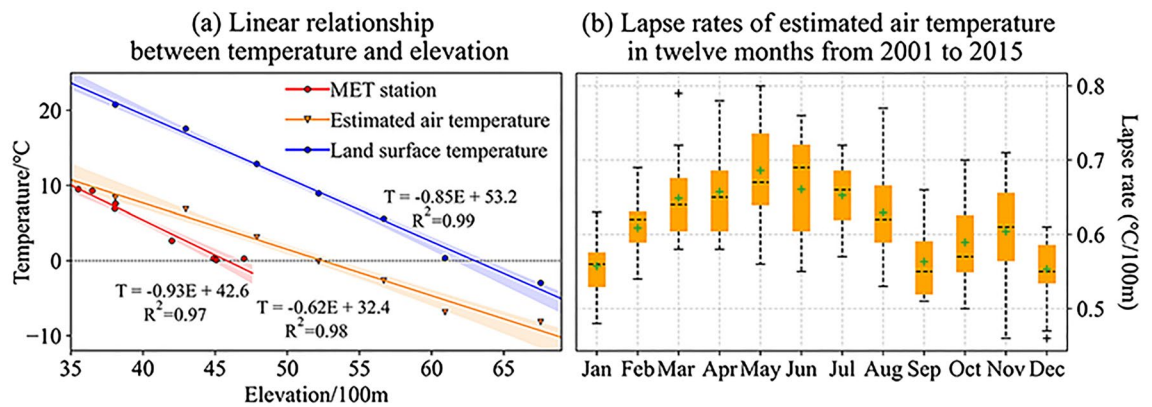 (a) Linear relationship
between temperature and elevation
MET station
Estimated air temperature
Land surface temperature
T = -0.85E + 53.2
R²=0.99
T = -0.93E + 42.6
R²=0.97
T = -0.62E + 32.4
R²=0.98
Temperature/°C
20
10
0
−10
35 40 45 50 55 60 65
Elevation/100m
(b) Lapse rates of estimated air temperature
in twelve months from 2001 to 2015
0.8
0.7
0.6
0.5
Lapse rate (°C/100m)
Jan Feb Mar Apr May Jun Jul Aug Sep Oct Nov Dec